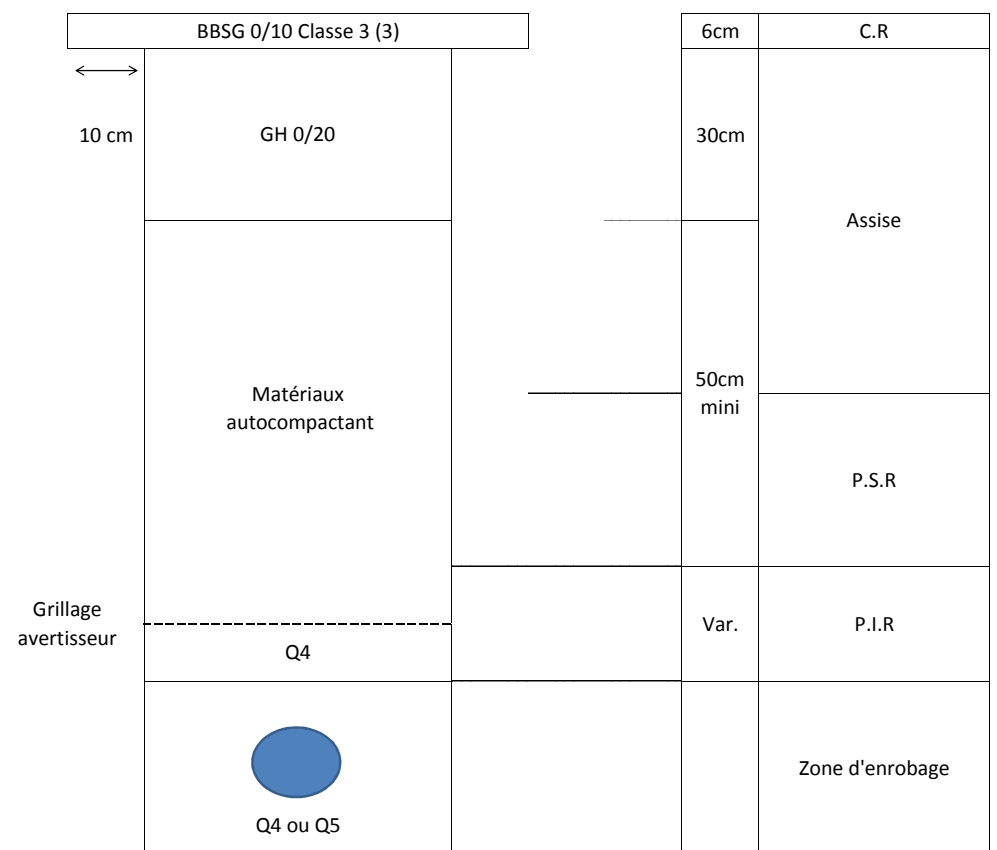 BBSG 0/10 Classe 3 (3)
6cm
C.R
10 cm
GH 0/20
30cm
Assise
Matériaux
autocompactant
50cm
mini
P.S.R
Grillage
avertisseur
Q4
Var.
P.I.R
Zone d'enrobage
Q4 ou Q5